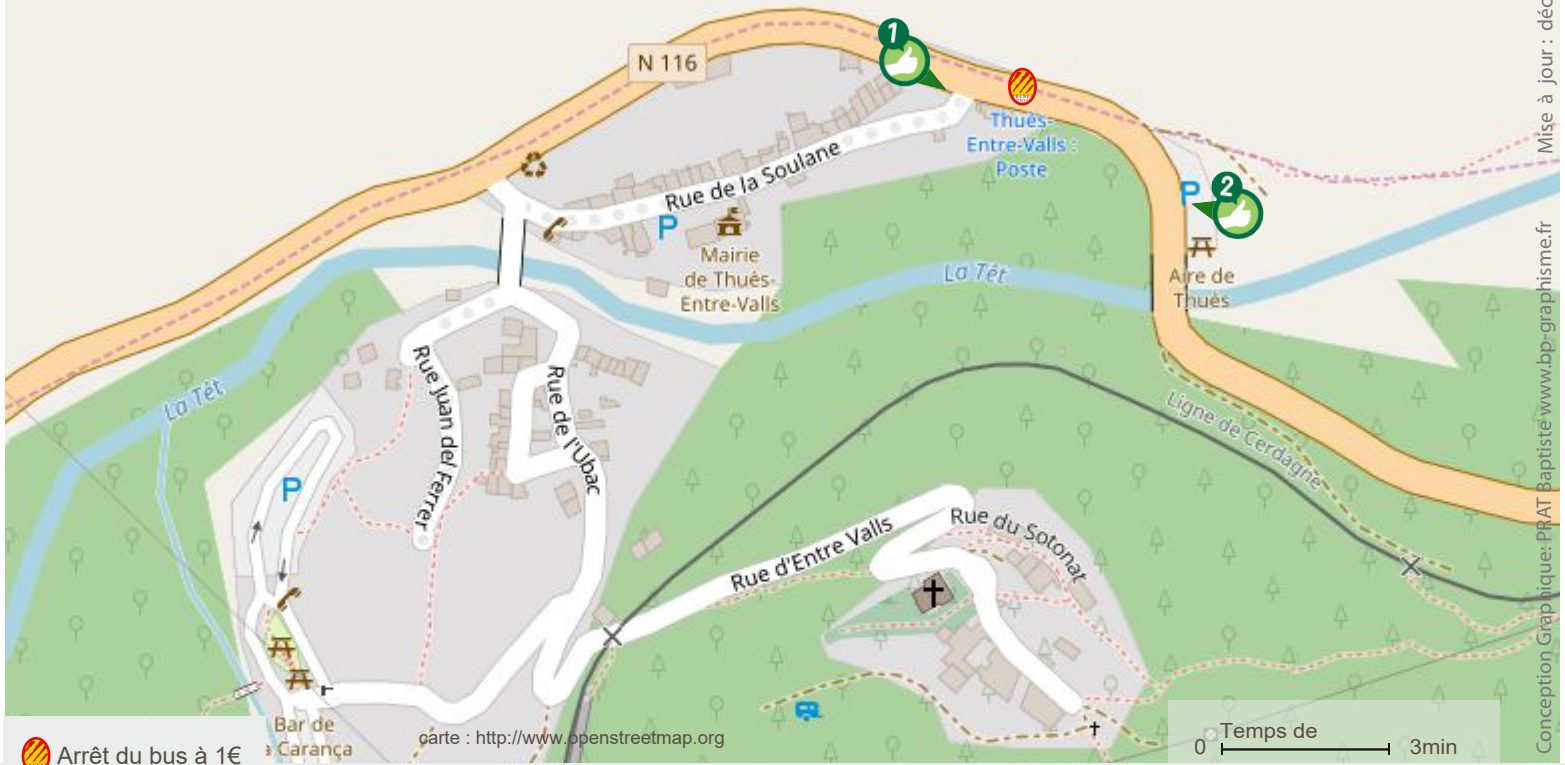 1
N 116
Thuès-
Entre-Valls :
Poste
Rue de la Soulane
P
2
P
Mairie
de Thuès-
Entre-Valls
La Têt
Aire de
Thuès
La Têt
Rue Juan del Ferrer
Rue de l'Ubac
Ligne de Cerdagne
P
Rue d'Entre Valls
Rue du Sotonat
Bar de
Carança
Arrêt du bus à 1€
carte : http://www.openstreetmap.org
Temps de
0 3min
Conception Graphique: PRAT Baptiste www.bp-graphisme.fr Mise à jour : déc